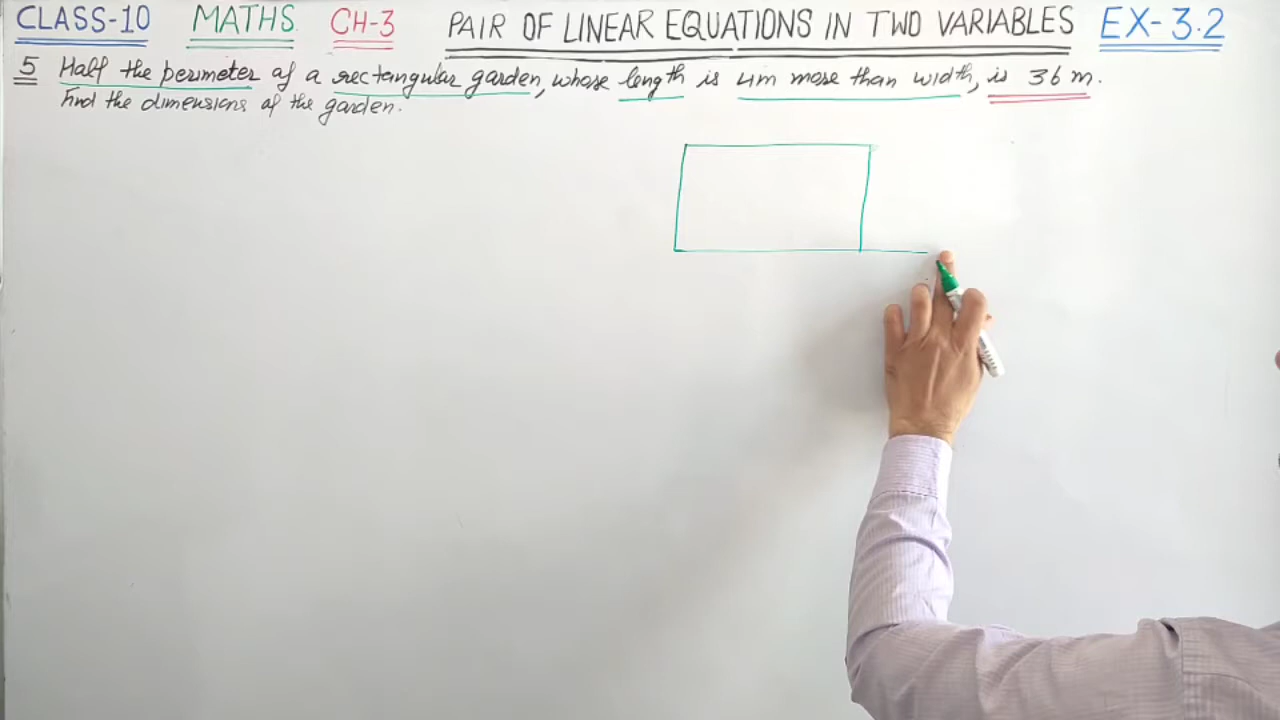 CLASS-10 MATHS. CH-3 PAIR OF LINEAR EQUATIONS IN TWO VARIABLES EX-3.2
5 Half the perimeter of a rectangular garden, whose length is 4m more than width, is 36 m.
Find the dimensions of the garden.